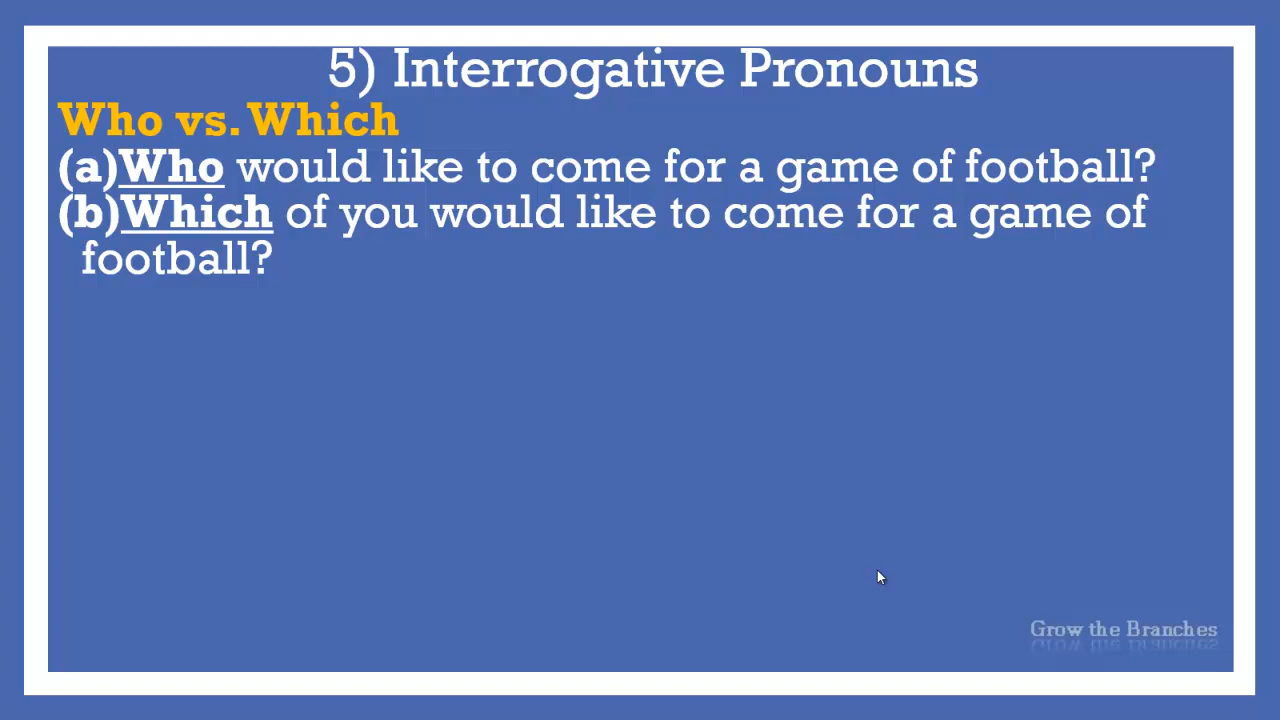 5) Interrogative Pronouns
Who vs. Which
(a)Who would like to come for a game of football?
(b)Which of you would like to come for a game of
football?
Grow the Branches